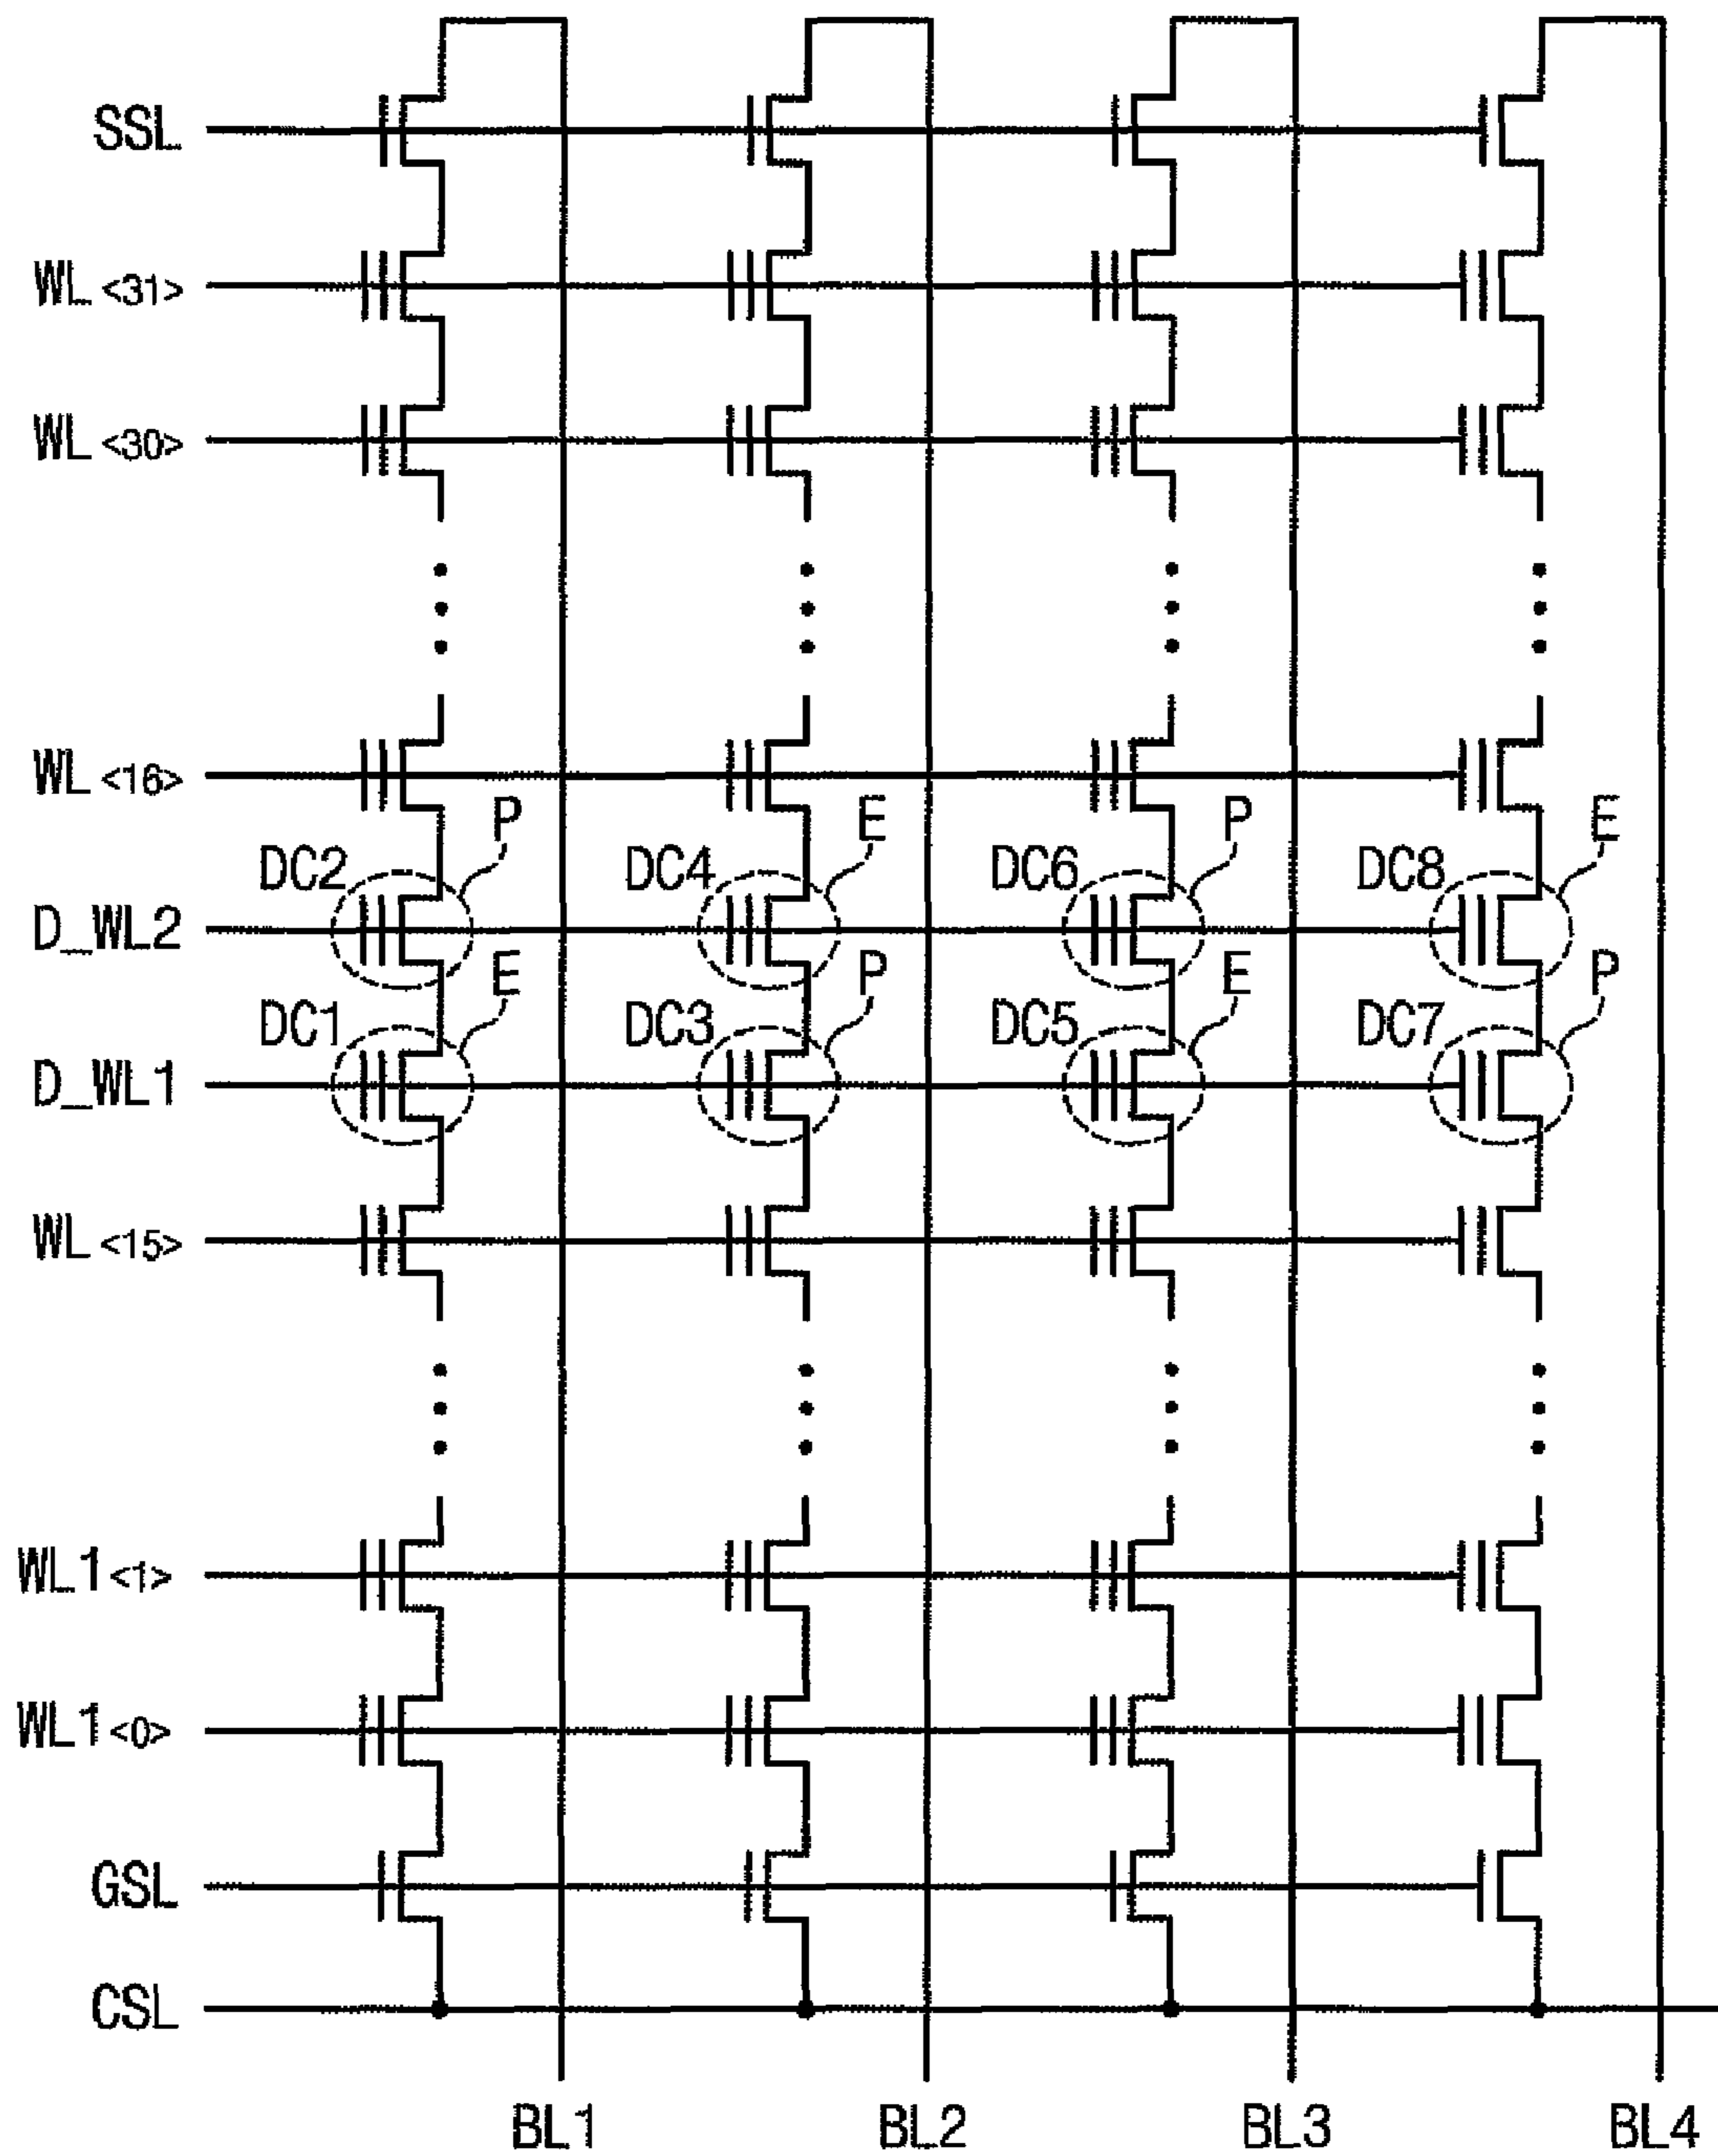 SSL
WL<31>
WL<30>
WL<16>
P E P E
DC2 DC4 DC6 DC8
D_WL2
E P E P
DC1 DC3 DC5 DC7
D_WL1
WL<15>
WL1<1>
WL1<0>
GSL
CSL
BL1 BL2 BL3 BL4